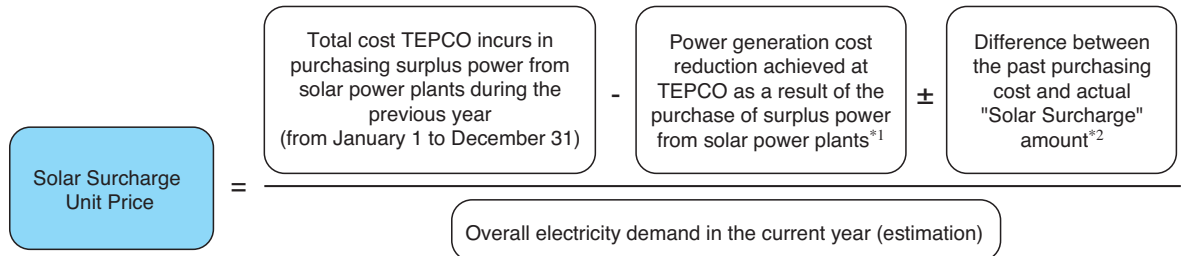 Total cost TEPCO incurs in
purchasing surplus power from
solar power plants during the
previous year
(from January 1 to December 31)
-
Power generation cost
reduction achieved at
TEPCO as a result of the
purchase of surplus power
from solar power plants*1
±
Difference between
the past purchasing
cost and actual
"Solar Surcharge"
amount*2
Solar Surcharge
Unit Price
=
Overall electricity demand in the current year (estimation)